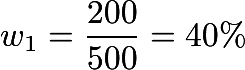 w₁ = 200/500 = 40%